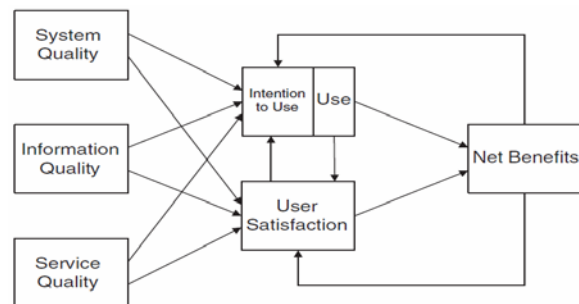 System
Quality
Intention
to Use
Use
Information
Quality
Net Benefits
User
Satisfaction
Service
Quality